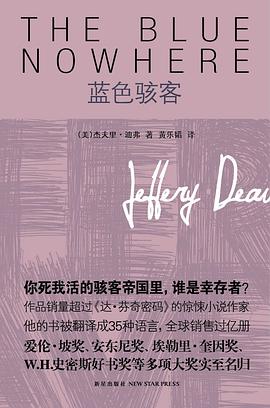 THE BLUE
NOWHERE
蓝色骇客
(美)杰夫里·迪弗 著 黄乐韬 译
Jeffery Deav
你死我活的骇客帝国里,谁是幸存者?
作品销量超过《达·芬奇密码》的惊悚小说作家
他的书被翻译成35种语言,全球销售过亿册
爱伦·坡奖、安东尼奖、埃勒里·奎因奖、
W.H.史密斯好书奖等多项大奖实至名归
新星出版社 NEW STAR PRESS